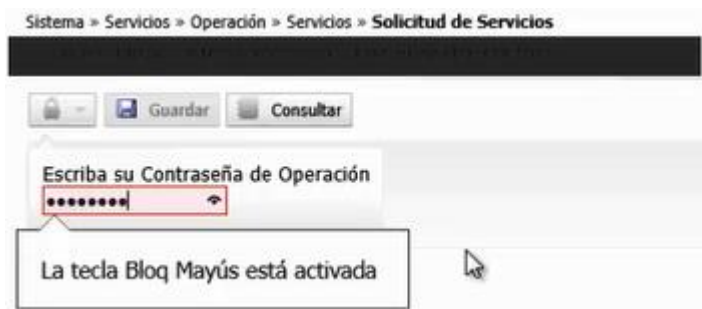 Sistema » Servicios » Operación » Servicios » Solicitud de Servicios
Guardar Consultar
Escriba su Contraseña de Operación
••••••••
La tecla Bloq Mayús está activada